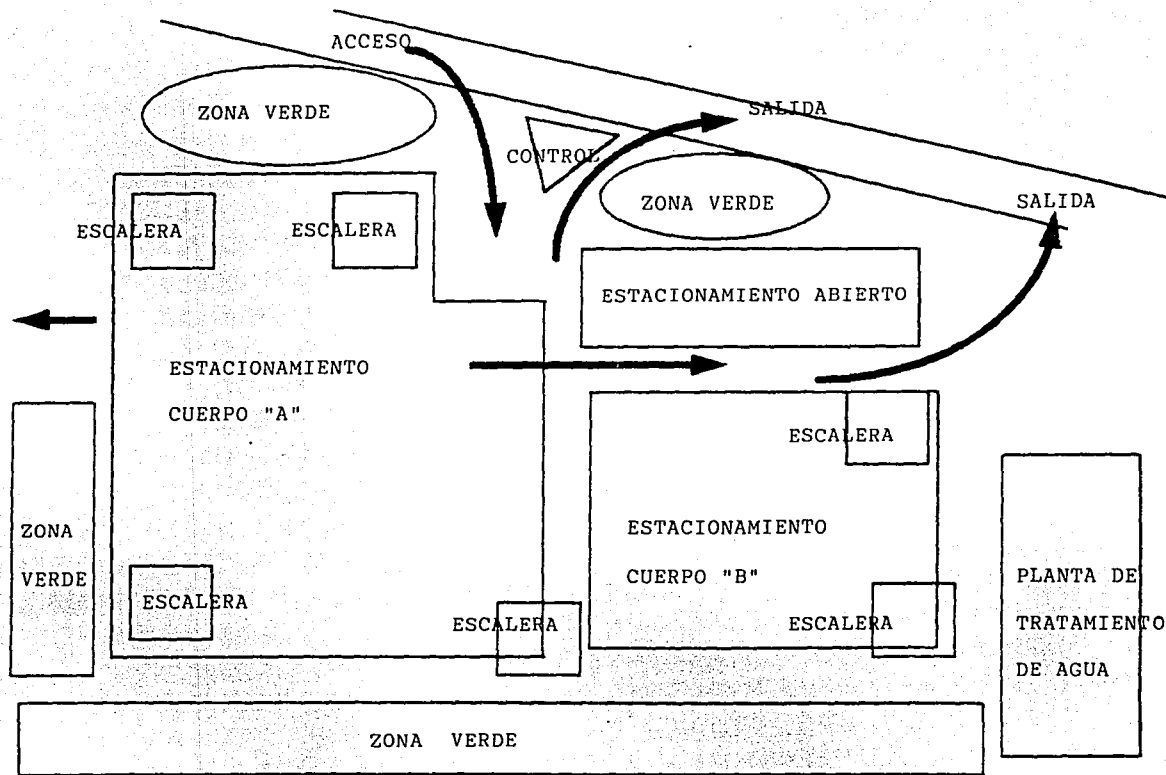 ACCESO
SALIDA
ZONA VERDE
CONTROL
ZONA VERDE
SALIDA
ESCALERA
ESCALERA
ESTACIONAMIENTO ABIERTO
ESTACIONAMIENTO
CUERPO "A"
ESCALERA
ZONA
VERDE
ESTACIONAMIENTO
CUERPO "B"
PLANTA DE
TRATAMIENTO
DE AGUA
ESCALERA
ESCALERA
ESCALERA
ZONA VERDE